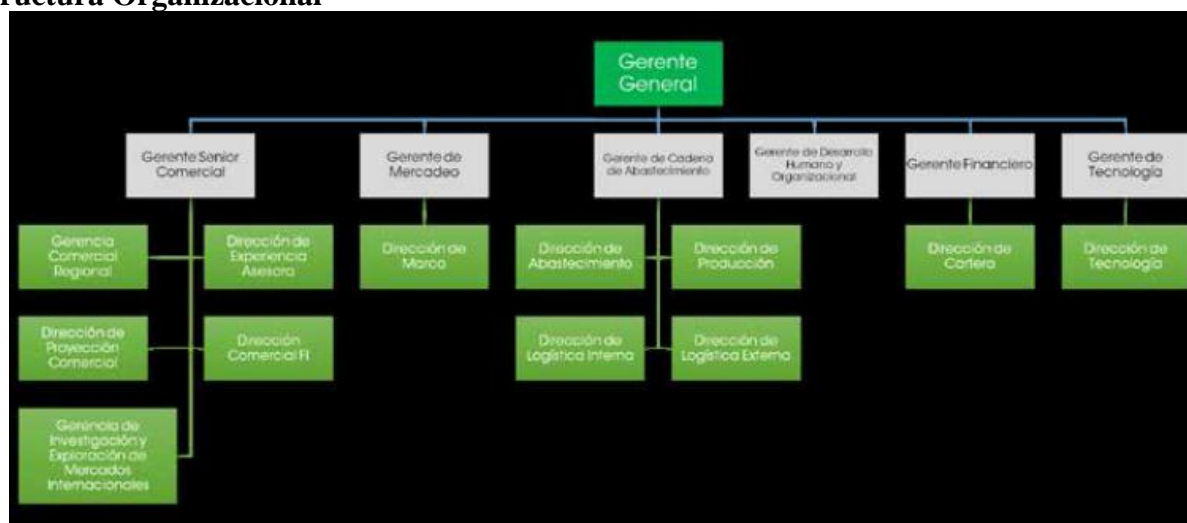 ructura Organizacional
Gerente
General
Gerente Senior
Comercial
Gerente de
Mercadeo
Gerente de Cadena
de Abastecimiento
Gerente de Desarrollo
Humano y
Organizacional
Gerente Financiero
Gerente de
Tecnología
Gerencia
Comercial
Regional
Dirección de
Experiencia
Asesora
Dirección de
Marca
Dirección de
Abastecimiento
Dirección de
Producción
Dirección de
Cartera
Dirección de
Tecnología
Dirección de
Proyección
Comercial
Dirección
Comercial FI
Dirección de
Logística Interna
Dirección de
Logística Externa
Gerencia de
Investigación y
Exploración de
Mercados
Internacionales